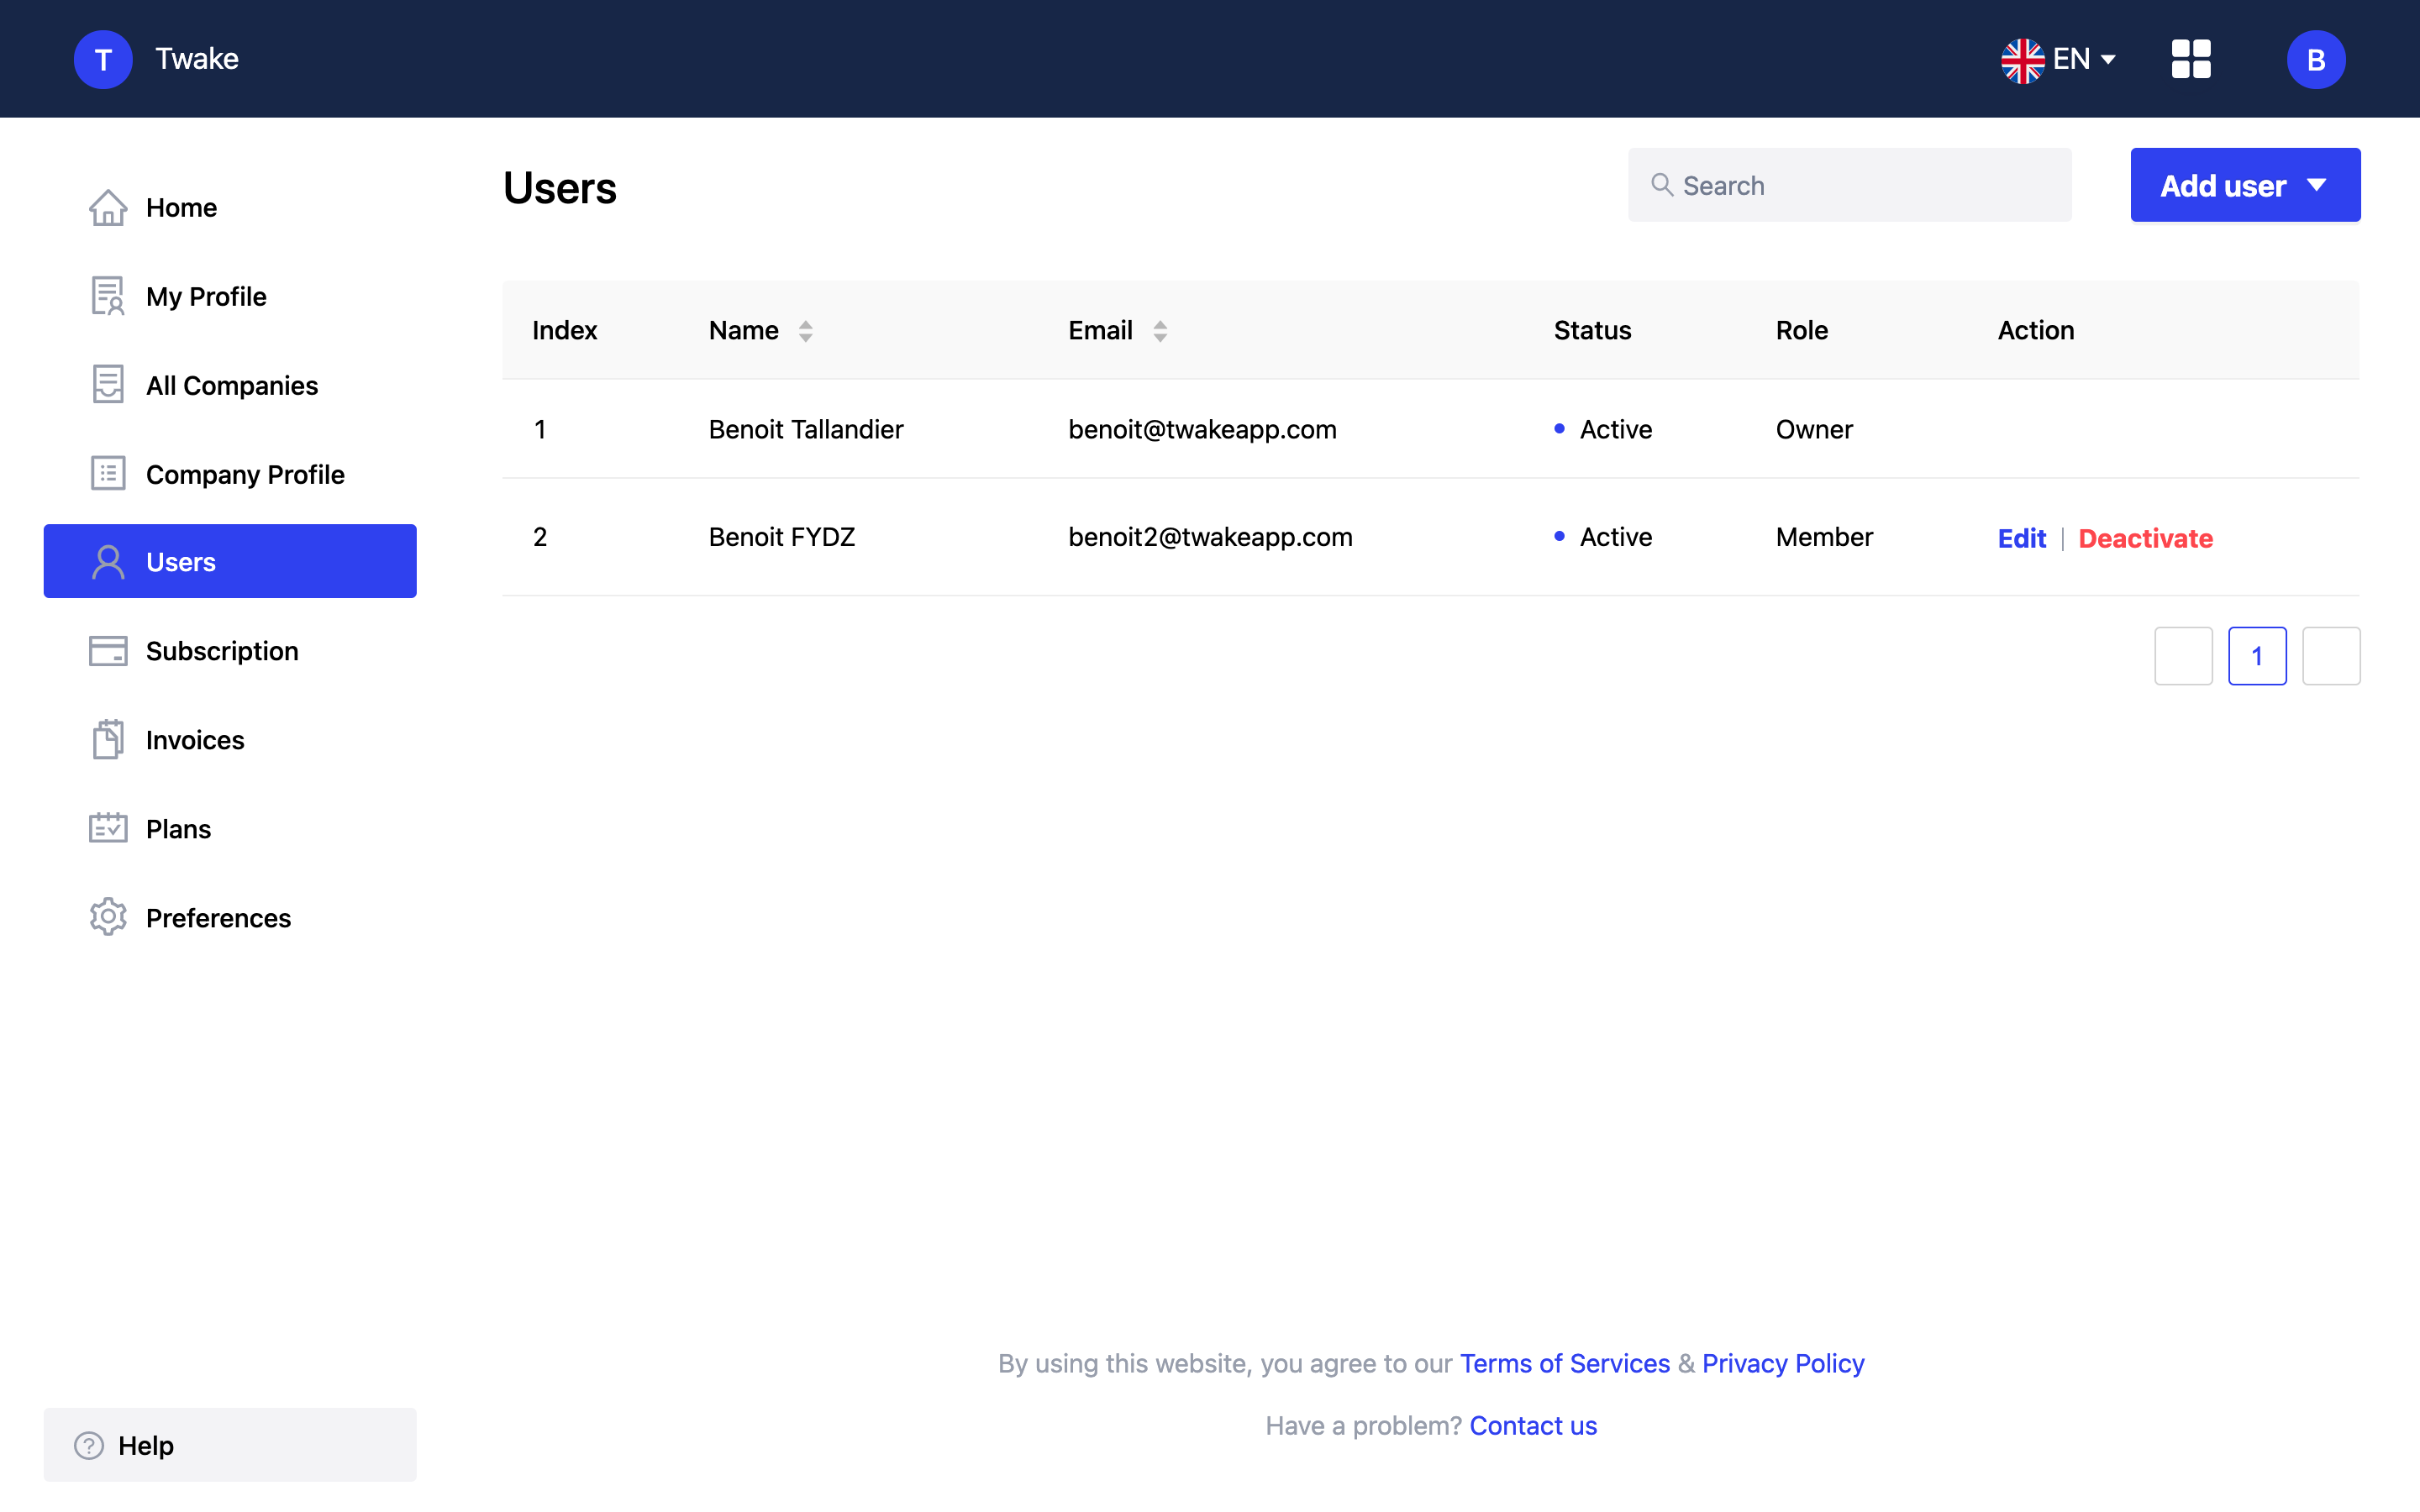 T Twake EN B
Home
My Profile
All Companies
Company Profile
Users
Subscription
Invoices
Plans
Preferences
Help
Users
Search
Add user
Index Name Email Status Role Action
1 Benoit Tallandier benoit@twakeapp.com Active Owner
2 Benoit FYDZ benoit2@twakeapp.com Active Member Edit | Deactivate
1
By using this website, you agree to our Terms of Services & Privacy Policy
Have a problem? Contact us